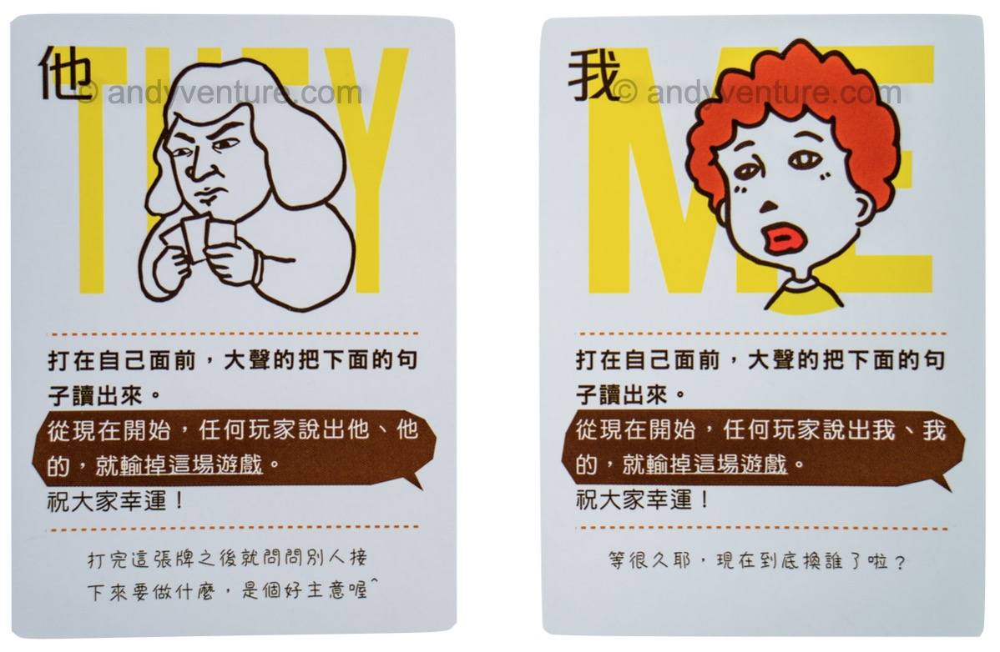 他
THEY
© andyventure.com
打在自己面前，大聲的把下面的句
子讀出來。
從現在開始，任何玩家說出他、他
的，就輸掉這場遊戲。
祝大家幸運！
打完這張牌之後就問問別人接
下來要做什麼，是個好主意喔^
我
ME
© andyventure.com
打在自己面前，大聲的把下面的句
子讀出來。
從現在開始，任何玩家說出我、我
的，就輸掉這場遊戲。
祝大家幸運！
等很久耶，現在到底換誰了啦？